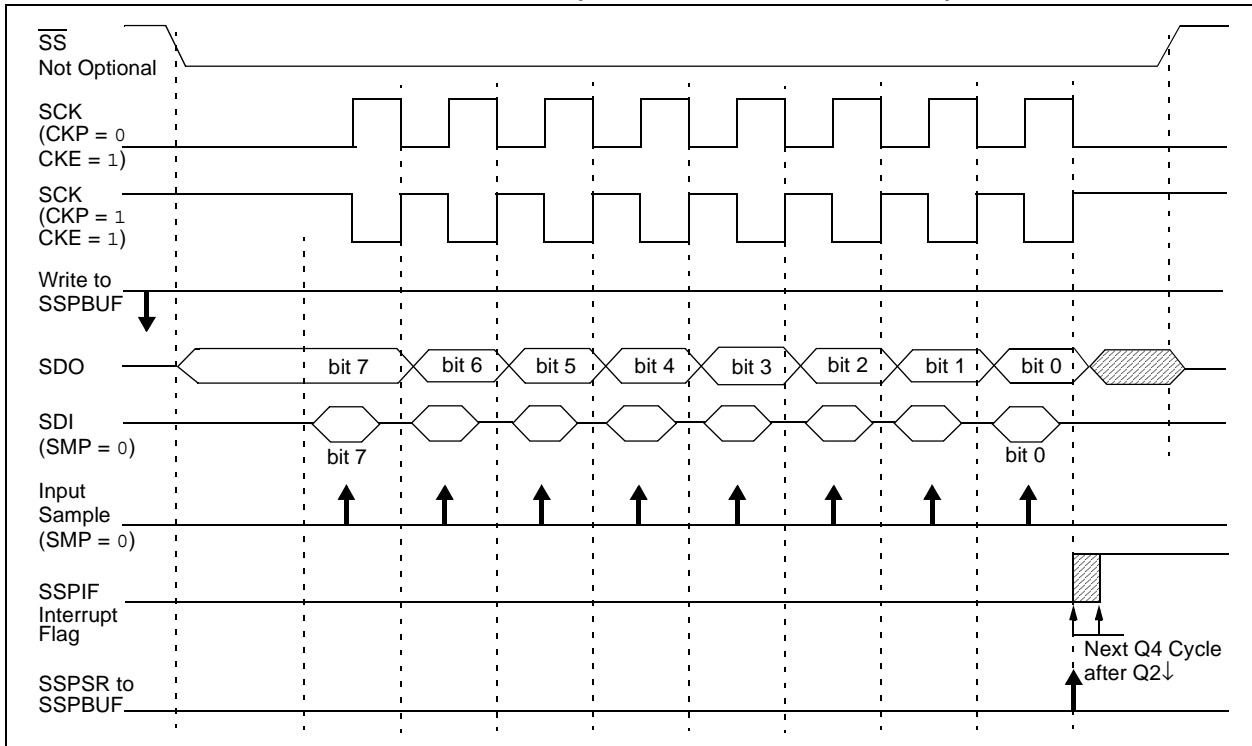 SS
Not Optional
SCK
(CKP = 0
CKE = 1)
SCK
(CKP = 1
CKE = 1)
Write to
SSPBUF
SDO
bit 7 bit 6 bit 5 bit 4 bit 3 bit 2 bit 1 bit 0
SDI
(SMP = 0)
bit 7 bit 0
Input
Sample
(SMP = 0)
SSPIF
Interrupt
Flag
Next Q4 Cycle
after Q2↓
SSPSR to
SSPBUF